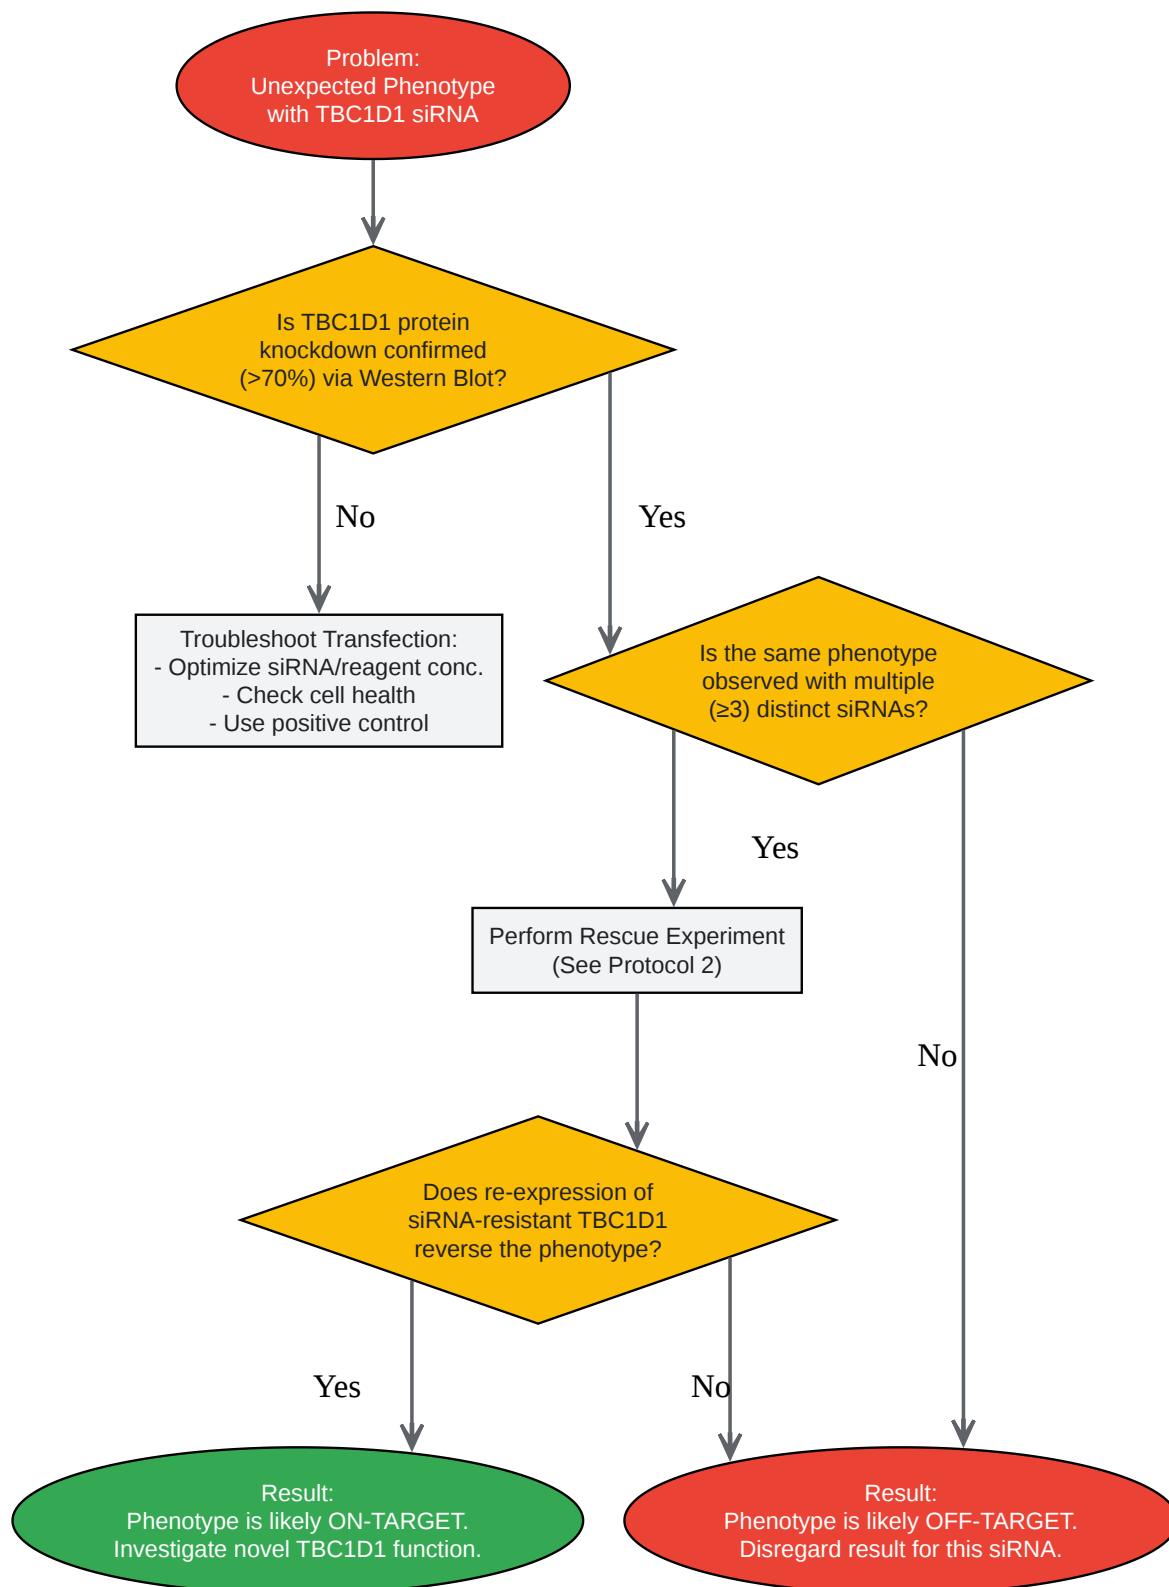 Problem:
Unexpected Phenotype
with TBC1D1 siRNA
Is TBC1D1 protein
knockdown confirmed
(>70%) via Western Blot?
No
Yes
Troubleshoot Transfection:
- Optimize siRNA/reagent conc.
- Check cell health
- Use positive control
Is the same phenotype
observed with multiple
(≥3) distinct siRNAs?
Yes
Perform Rescue Experiment
(See Protocol 2)
No
Does re-expression of
siRNA-resistant TBC1D1
reverse the phenotype?
Yes
No
Result:
Phenotype is likely ON-TARGET.
Investigate novel TBC1D1 function.
Result:
Phenotype is likely OFF-TARGET.
Disregard result for this siRNA.